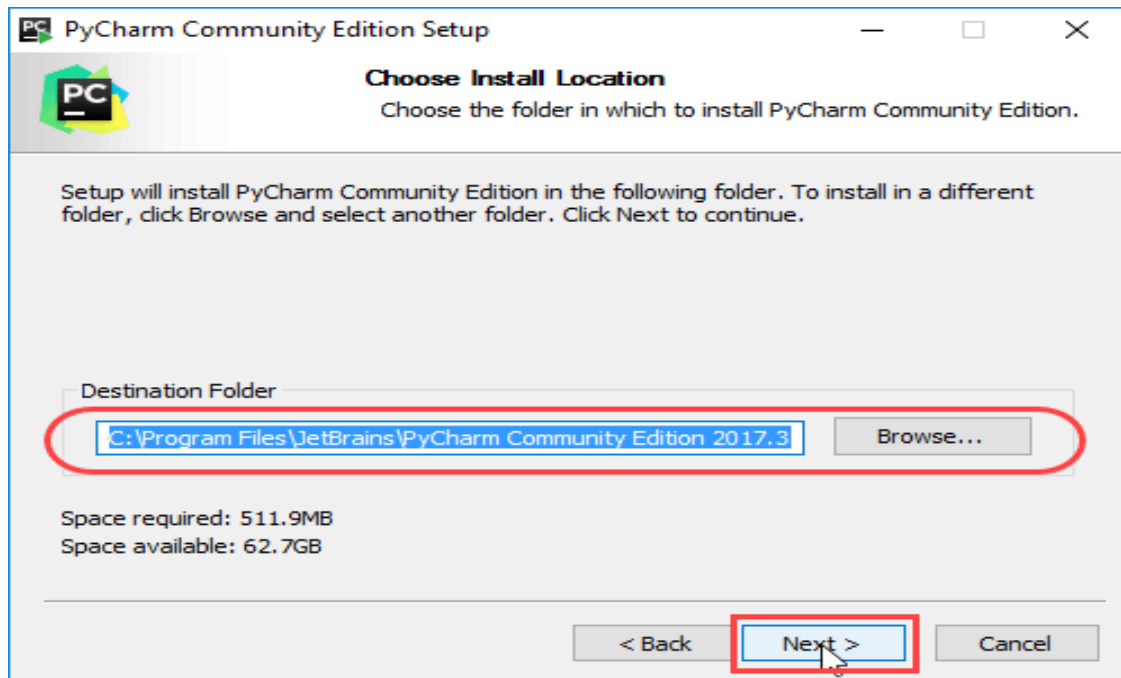 PyCharm Community Edition Setup
PC
Choose Install Location
Choose the folder in which to install PyCharm Community Edition.
Setup will install PyCharm Community Edition in the following folder. To install in a different
folder, click Browse and select another folder. Click Next to continue.
Destination Folder
C:\Program Files\JetBrains\PyCharm Community Edition 2017.3
Browse...
Space required: 511.9MB
Space available: 62.7GB
< Back
Next >
Cancel